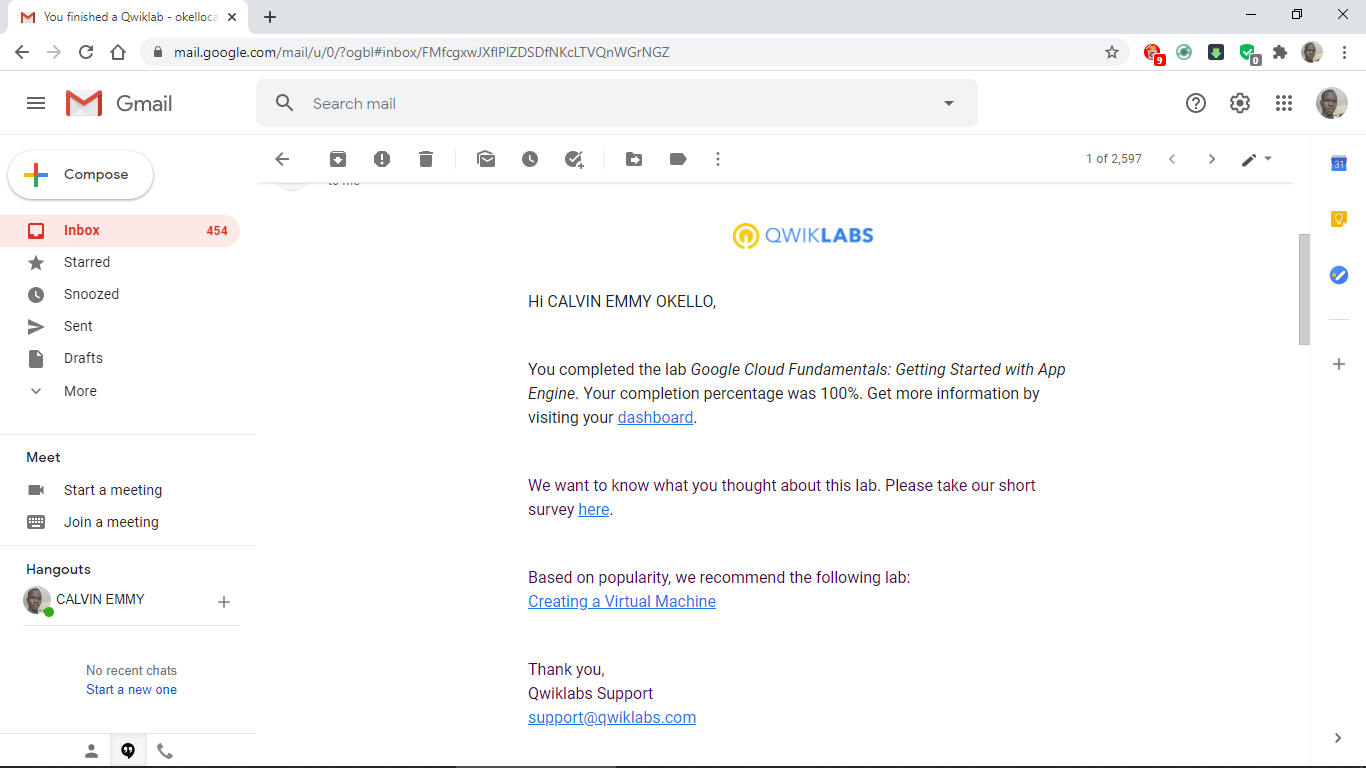 You finished a Qwiklab - okelloca
mail.google.com/mail/u/0/?ogbl#inbox/FMfcgxwJXflPlZDSDfNKcLTVQnWGrNGZ
9
0
Gmail
Search mail
Compose
1 of 2,597
31
to me
Inbox 454
Starred
Snoozed
Sent
Drafts
More
Meet
Start a meeting
Join a meeting
Hangouts
CALVIN EMMY
No recent chats
Start a new one
QWIKLABS
Hi CALVIN EMMY OKELLO,
You completed the lab Google Cloud Fundamentals: Getting Started with App
Engine. Your completion percentage was 100%. Get more information by
visiting your dashboard.
We want to know what you thought about this lab. Please take our short
survey here.
Based on popularity, we recommend the following lab:
Creating a Virtual Machine
Thank you,
Qwiklabs Support
support@qwiklabs.com